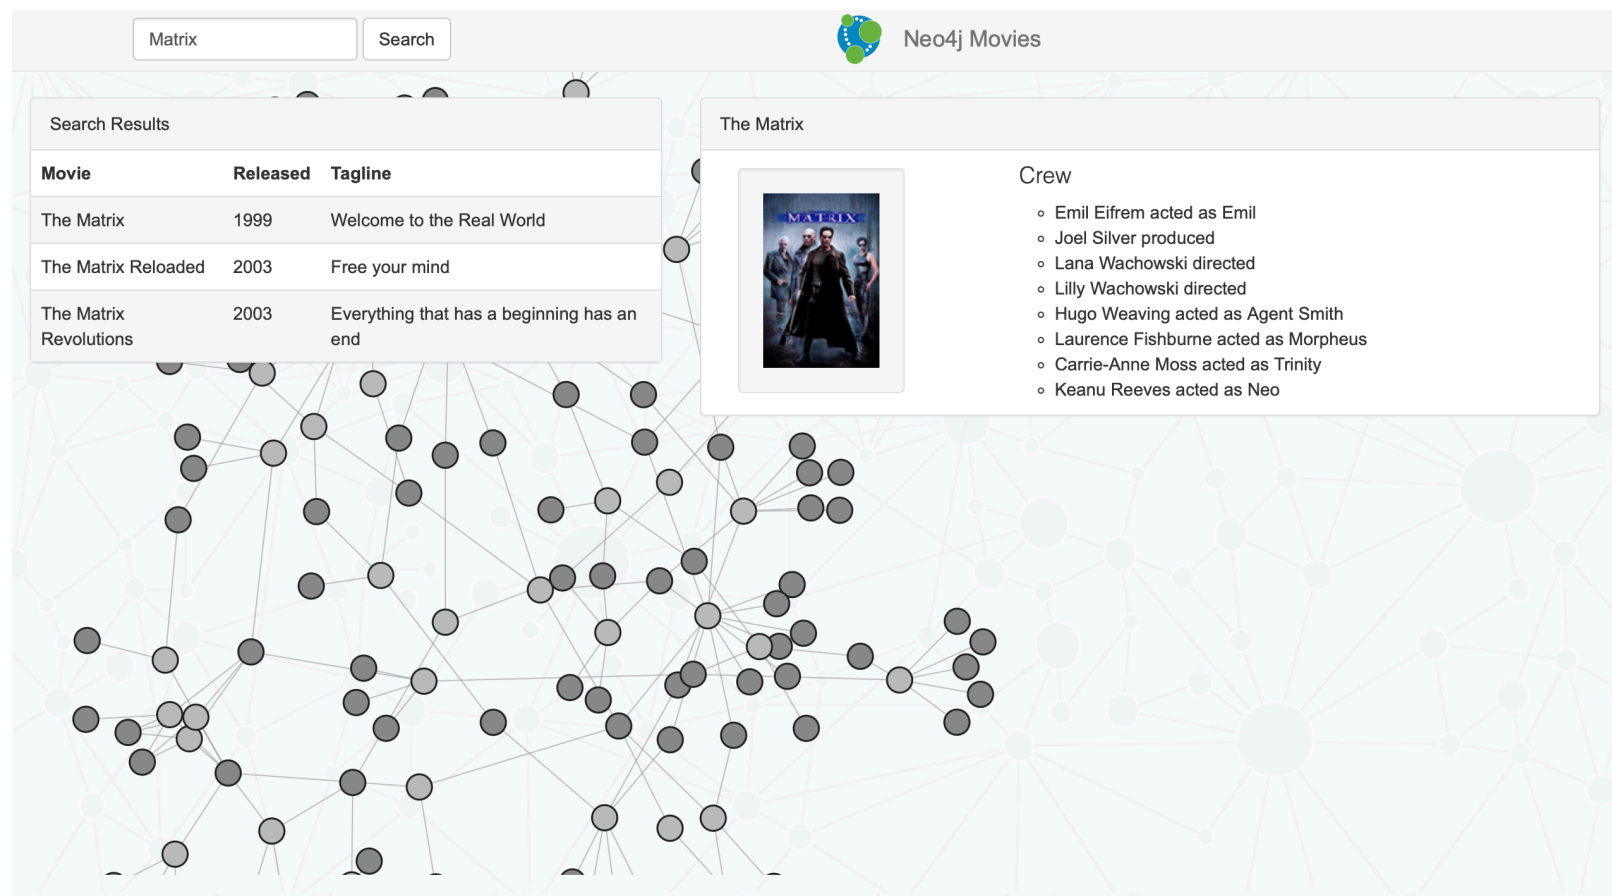 Matrix
Search
Neo4j Movies
Search Results
Movie Released Tagline
The Matrix 1999 Welcome to the Real World
The Matrix Reloaded 2003 Free your mind
The Matrix Revolutions 2003 Everything that has a beginning has an end
The Matrix
MATRIX
Crew
Emil Eifrem acted as Emil
Joel Silver produced
Lana Wachowski directed
Lilly Wachowski directed
Hugo Weaving acted as Agent Smith
Laurence Fishburne acted as Morpheus
Carrie-Anne Moss acted as Trinity
Keanu Reeves acted as Neo